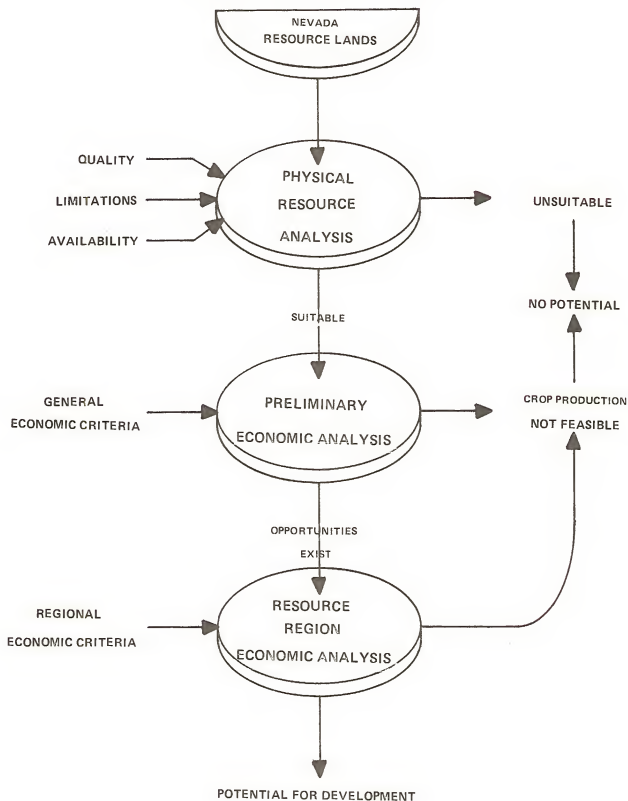 NEVADA
RESOURCE LANDS
QUALITY
LIMITATIONS
AVAILABILITY
PHYSICAL
RESOURCE
ANALYSIS
UNSUITABLE
NO POTENTIAL
SUITABLE
GENERAL
ECONOMIC CRITERIA
PRELIMINARY
ECONOMIC ANALYSIS
CROP PRODUCTION
NOT FEASIBLE
OPPORTUNITIES
EXIST
REGIONAL
ECONOMIC CRITERIA
RESOURCE
REGION
ECONOMIC ANALYSIS
POTENTIAL FOR DEVELOPMENT